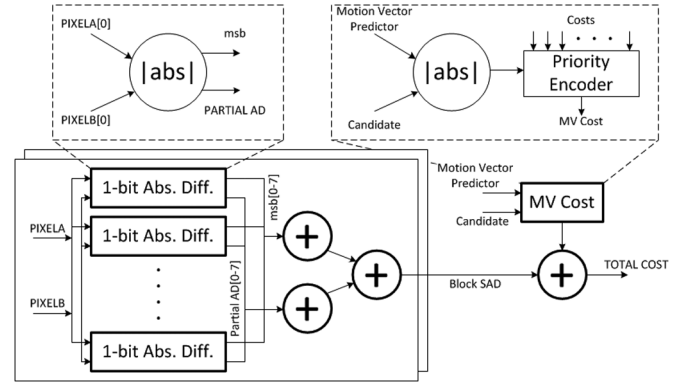 PIXELA[0]
msb
|abs|
PIXELB[0]
PARTIAL AD
Motion Vector
Predictor
Costs
|abs|
Priority
Encoder
Candidate
MV Cost
1-bit Abs. Diff.
msb[0-7]
Motion Vector
Predictor
MV Cost
Candidate
PIXELA
1-bit Abs. Diff.
+
+
+
+
TOTAL COST
Block SAD
PIXELB
Partial AD[0-7]
1-bit Abs. Diff.